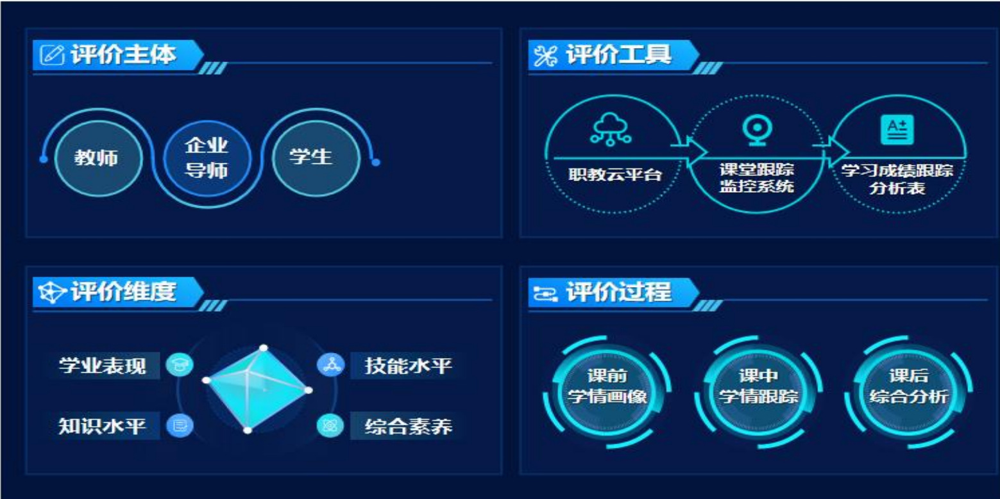 评价主体
教师
企业
导师
学生
评价工具
职教云平台
课堂跟踪
监控系统
A+
学习成绩跟踪
分析表
评价维度
学业表现
技能水平
知识水平
综合素养
评价过程
课前
学情画像
课中
学情跟踪
课后
综合分析